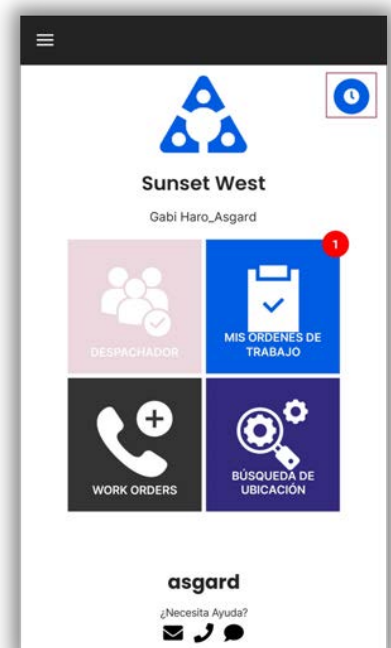 Sunset West
Gabi Haro_Asgard
1
DESPACHADOR
MIS ORDENES DE
TRABAJO
WORK ORDERS
BÚSQUEDA DE
UBICACIÓN
asgard
¿Necesita Ayuda?